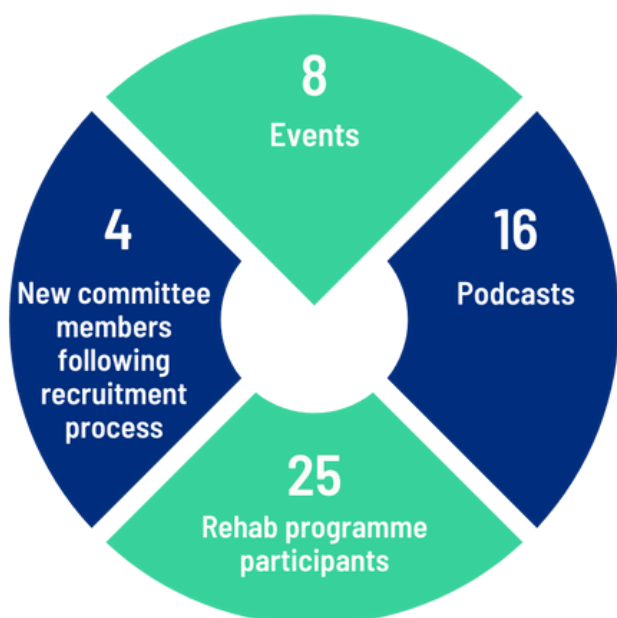 8
Events
4
New committee
members
following
recruitment
process
16
Podcasts
25
Rehab programme
participants